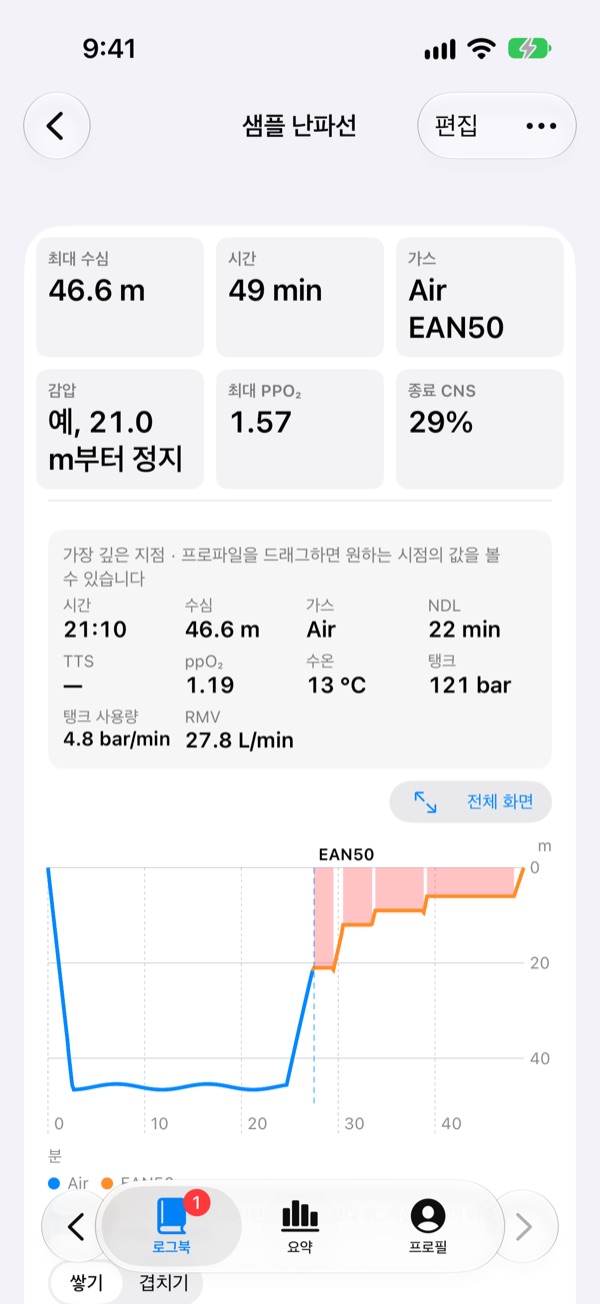 9:41
샘플 난파선
편집
최대 수심
46.6 m
시간
49 min
가스
Air
EAN50
감압
예, 21.0
m부터 정지
최대 PPO₂
1.57
종료 CNS
29%
가장 깊은 지점 · 프로파일을 드래그하면 원하는 시점의 값을 볼
수 있습니다
시간 수심 가스 NDL
21:10 46.6 m Air 22 min
TTS ppO₂ 수온 탱크
— 1.19 13 °C 121 bar
탱크 사용량 RMV
4.8 bar/min 27.8 L/min
전체 화면
EAN50
m
0
20
40
0 10 20 30 40
분
Air EAN50
1
로그북 요약 프로필
쌓기 겹치기